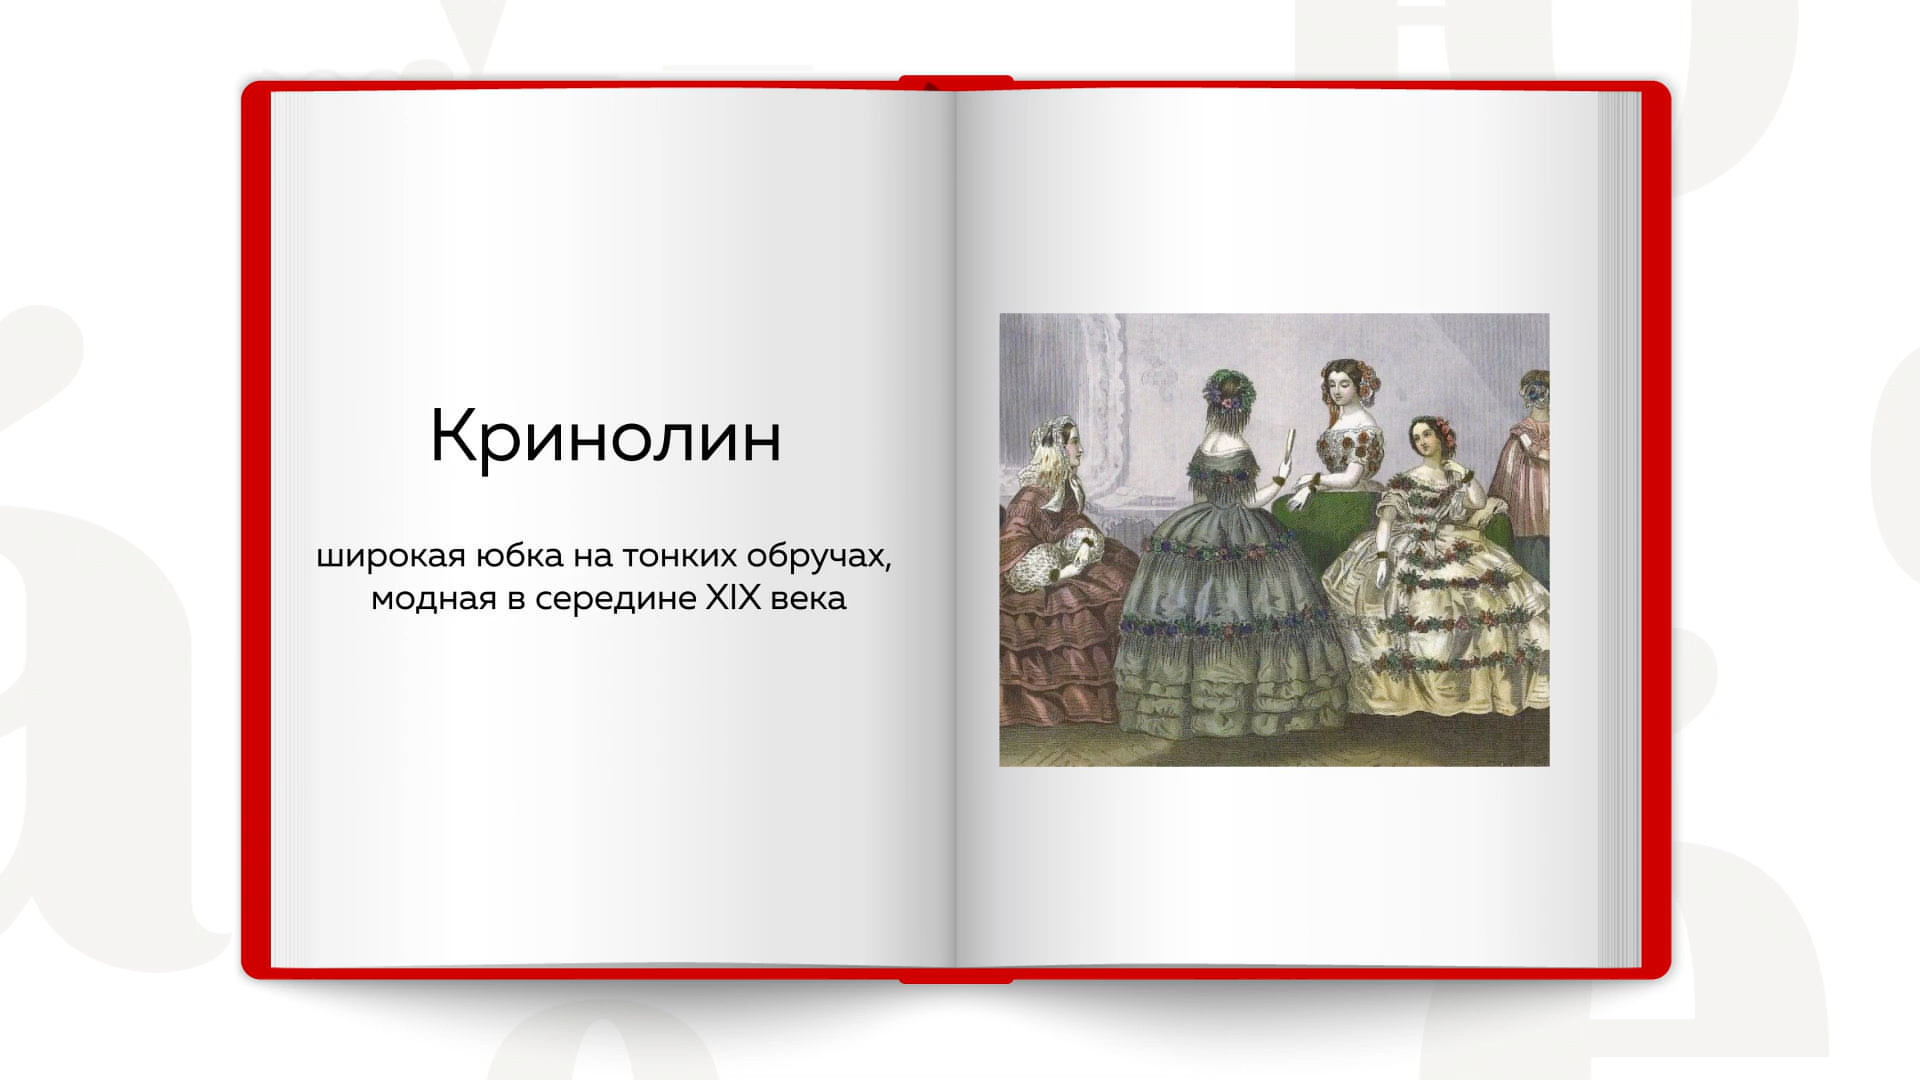 Кринолин
широкая юбка на тонких обручах,
модная в середине XIX века